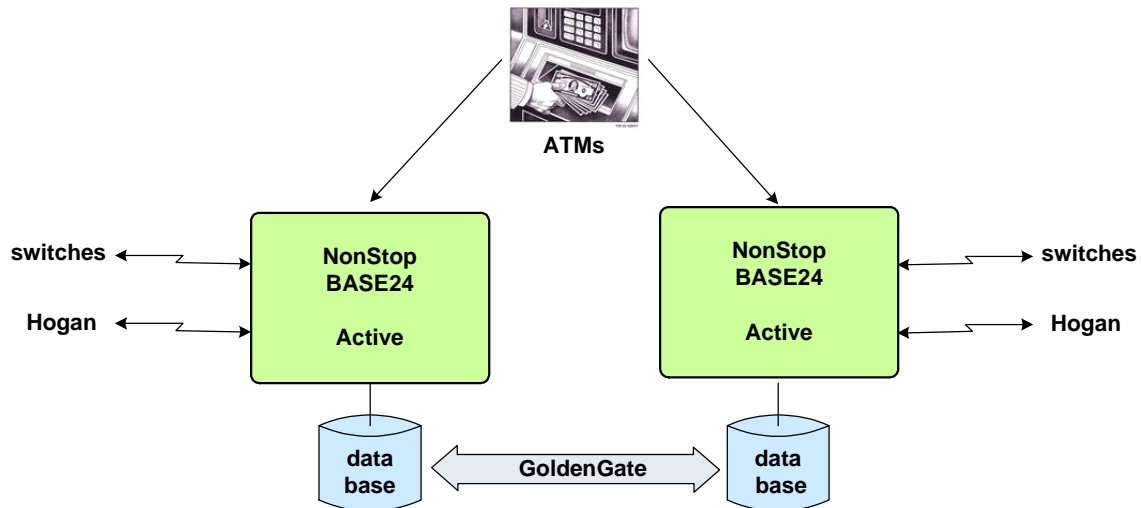 ATMs
NonStop
BASE24
Active
switches
Hogan
NonStop
BASE24
Active
switches
Hogan
data
base
GoldenGate
data
base